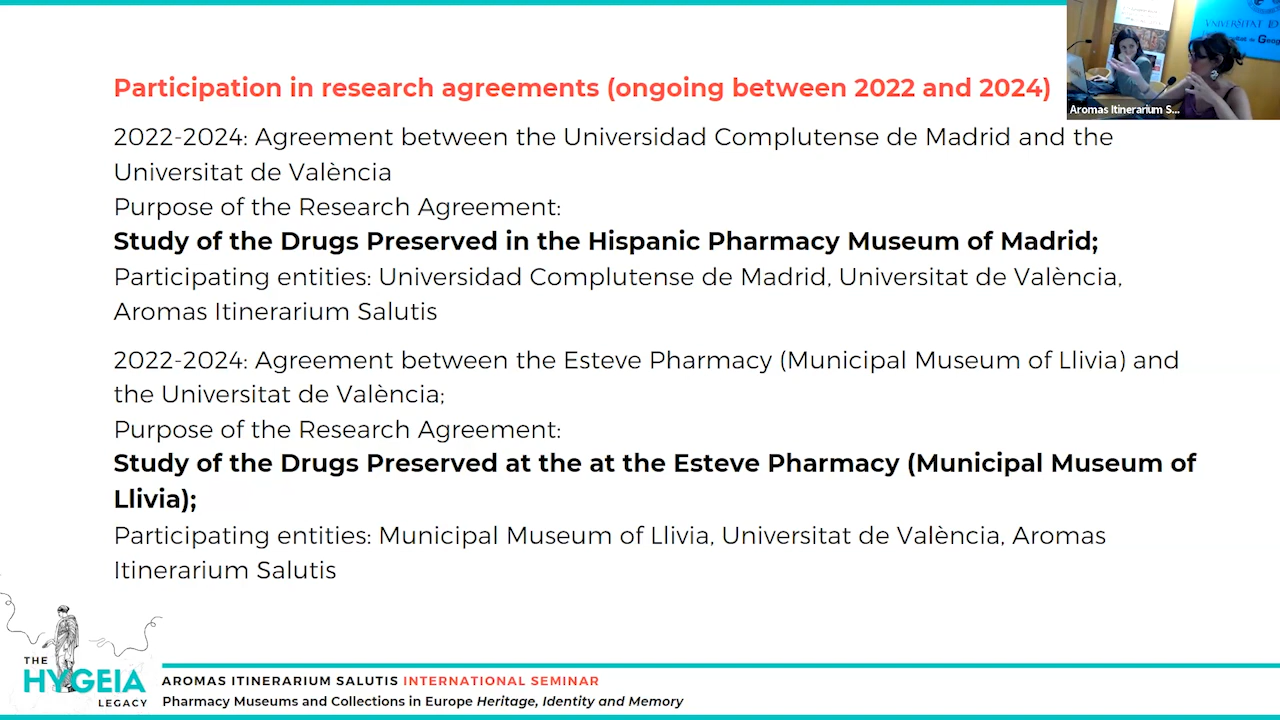 Participation in research agreements (ongoing between 2022 and 2024)
2022-2024: Agreement between the Universidad Complutense de Madrid and the
Universitat de València
Purpose of the Research Agreement:
Study of the Drugs Preserved in the Hispanic Pharmacy Museum of Madrid;
Participating entities: Universidad Complutense de Madrid, Universitat de València,
Aromas Itinerarium Salutis
2022-2024: Agreement between the Esteve Pharmacy (Municipal Museum of Llivia) and
the Universitat de València;
Purpose of the Research Agreement:
Study of the Drugs Preserved at the at the Esteve Pharmacy (Municipal Museum of
Llivia);
Participating entities: Municipal Museum of Llivia, Universitat de València, Aromas
Itinerarium Salutis
Aromas Itinerarium S...
THE
HYGEIA
LEGACY
AROMAS ITINERARIUM SALUTIS INTERNATIONAL SEMINAR
Pharmacy Museums and Collections in Europe Heritage, Identity and Memory